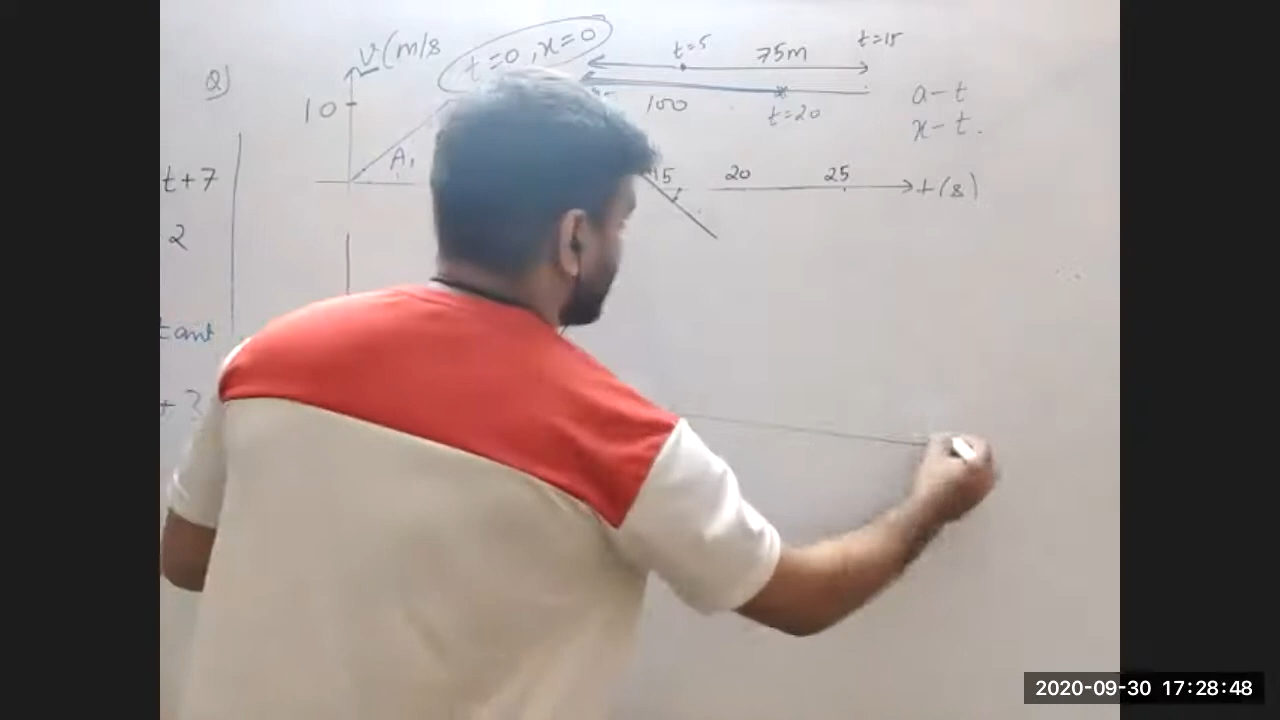 Q)
v(m/s
t=0, x=0
t=5
75m
t=15
10
100
t=20
a-t
x-t.
A₁
15
20
25
t(s)
t+7
2
tant
2020-09-30 17:28:48